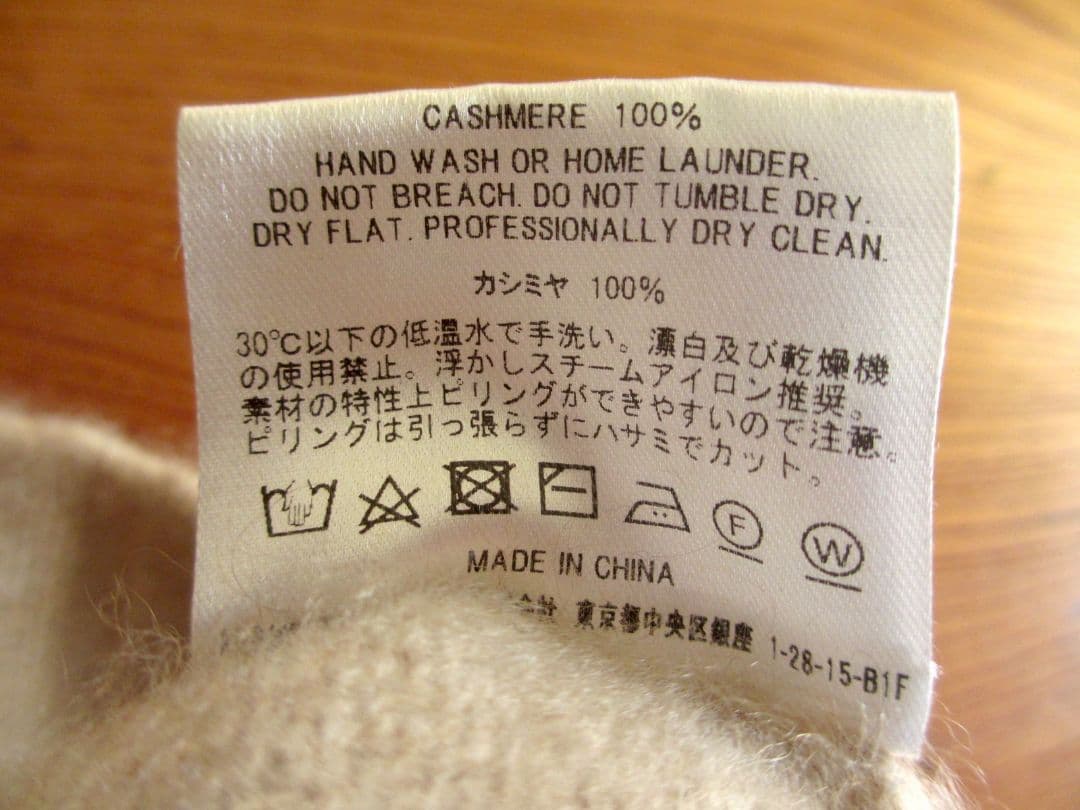 CASHMERE 100%
HAND WASH OR HOME LAUNDER.
DO NOT BREACH. DO NOT TUMBLE DRY.
DRY FLAT. PROFESSIONALLY DRY CLEAN.
カシミヤ 100%
30℃以下の低温水で手洗い。漂白及び乾燥機
の使用禁止。浮かしスチームアイロン推奨。
素材の特性上ピリングができやすいので注意。
ピリングは引っ張らずにハサミでカット。
F
W
MADE IN CHINA
会社 東京都中央区銀座 1-28-15-B1F